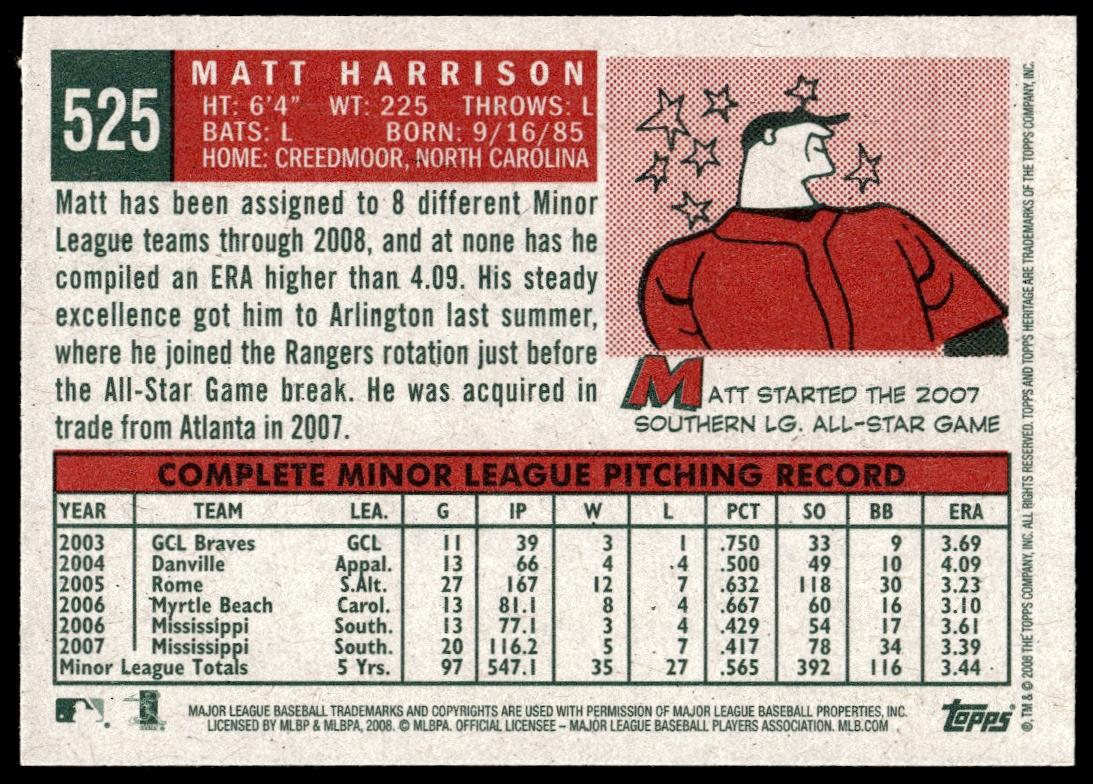 525
MATT HARRISON
HT: 6'4" WT: 225 THROWS: L
BATS: L BORN: 9/16/85
HOME: CREEDMOOR, NORTH CAROLINA
Matt has been assigned to 8 different Minor
League teams through 2008, and at none has he
compiled an ERA higher than 4.09. His steady
excellence got him to Arlington last summer,
where he joined the Rangers rotation just before
the All-Star Game break. He was acquired in
trade from Atlanta in 2007.
MATT STARTED THE 2007
SOUTHERN LG. ALL-STAR GAME
COMPLETE MINOR LEAGUE PITCHING RECORD
YEAR TEAM LEA. G IP W L PCT SO BB ERA
2003 GCL Braves GCL 11 39 3 1 .750 33 9 3.69
2004 Danville Appal. 13 66 4 4 .500 49 10 4.09
2005 Rome S.Alt. 27 167 12 7 .632 118 30 3.23
2006 Myrtle Beach Carol. 13 81.1 8 4 .667 60 16 3.10
2006 Mississippi South. 13 77.1 3 4 .429 54 17 3.61
2007 Mississippi South. 20 116.2 5 7 .417 78 34 3.39
Minor League Totals 5 Yrs. 97 547.1 35 27 .565 392 116 3.44
MAJOR LEAGUE BASEBALL TRADEMARKS AND COPYRIGHTS ARE USED WITH PERMISSION OF MAJOR LEAGUE BASEBALL PROPERTIES, INC.
LICENSED BY MLBP & MLBPA, 2008. © MLBPA. OFFICIAL LICENSEE – MAJOR LEAGUE BASEBALL PLAYERS ASSOCIATION. MLB.COM
topps
®, TM & © 2008 THE TOPPS COMPANY, INC. ALL RIGHTS RESERVED. TOPPS AND TOPPS HERITAGE ARE TRADEMARKS OF THE TOPPS COMPANY, INC.